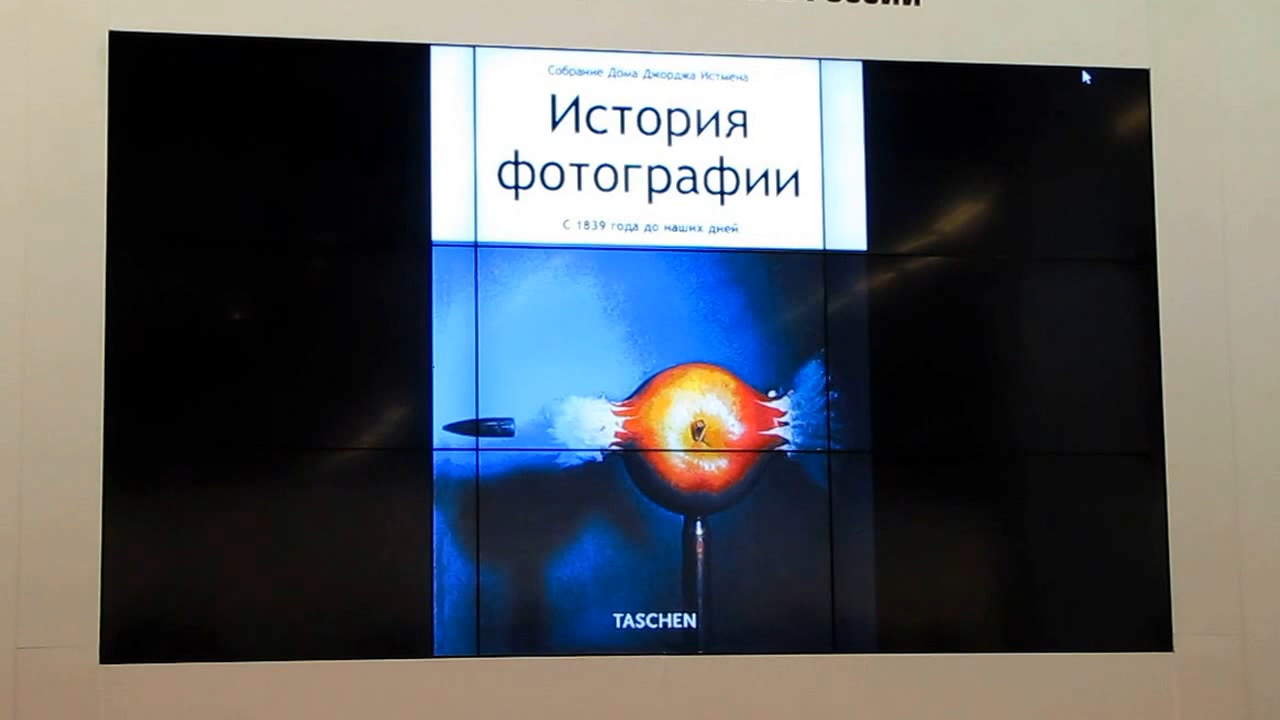 Собрание Дома Джорджа Истмена
История
фотографии
С 1839 года до наших дней
TASCHEN